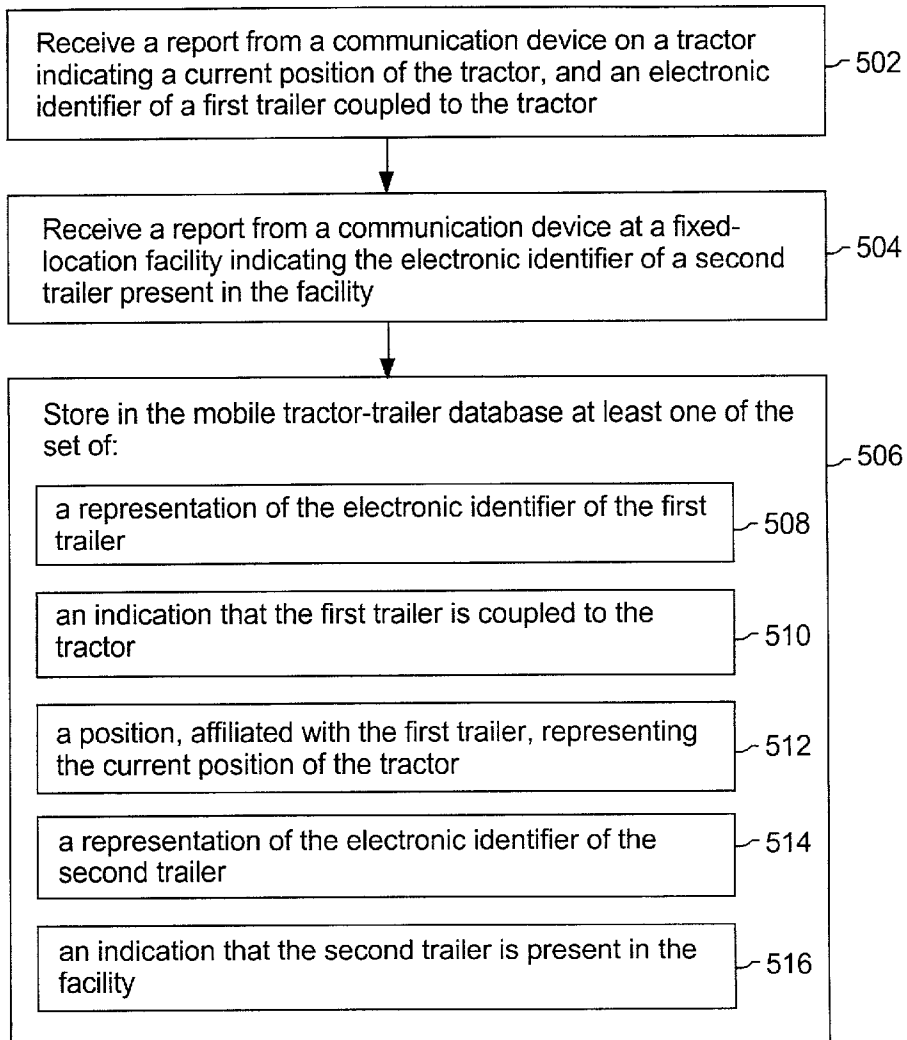 Receive a report from a communication device on a tractor
indicating a current position of the tractor, and an electronic
identifier of a first trailer coupled to the tractor
502
Receive a report from a communication device at a fixed-
location facility indicating the electronic identifier of a second
trailer present in the facility
504
Store in the mobile tractor-trailer database at least one of the
set of:
506
a representation of the electronic identifier of the first
trailer
508
an indication that the first trailer is coupled to the
tractor
510
a position, affiliated with the first trailer, representing
the current position of the tractor
512
a representation of the electronic identifier of the
second trailer
514
an indication that the second trailer is present in the
facility
516